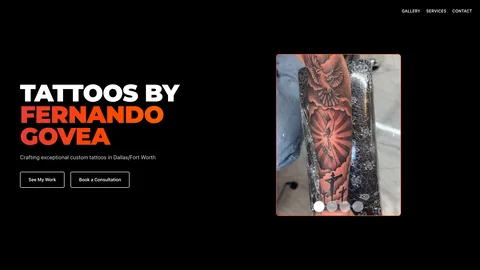 GALLERY SERVICES CONTACT
TATTOOS BY
FERNANDO
GOVEA
Crafting exceptional custom tattoos in Dallas/Fort Worth
See My Work
Book a Consultation